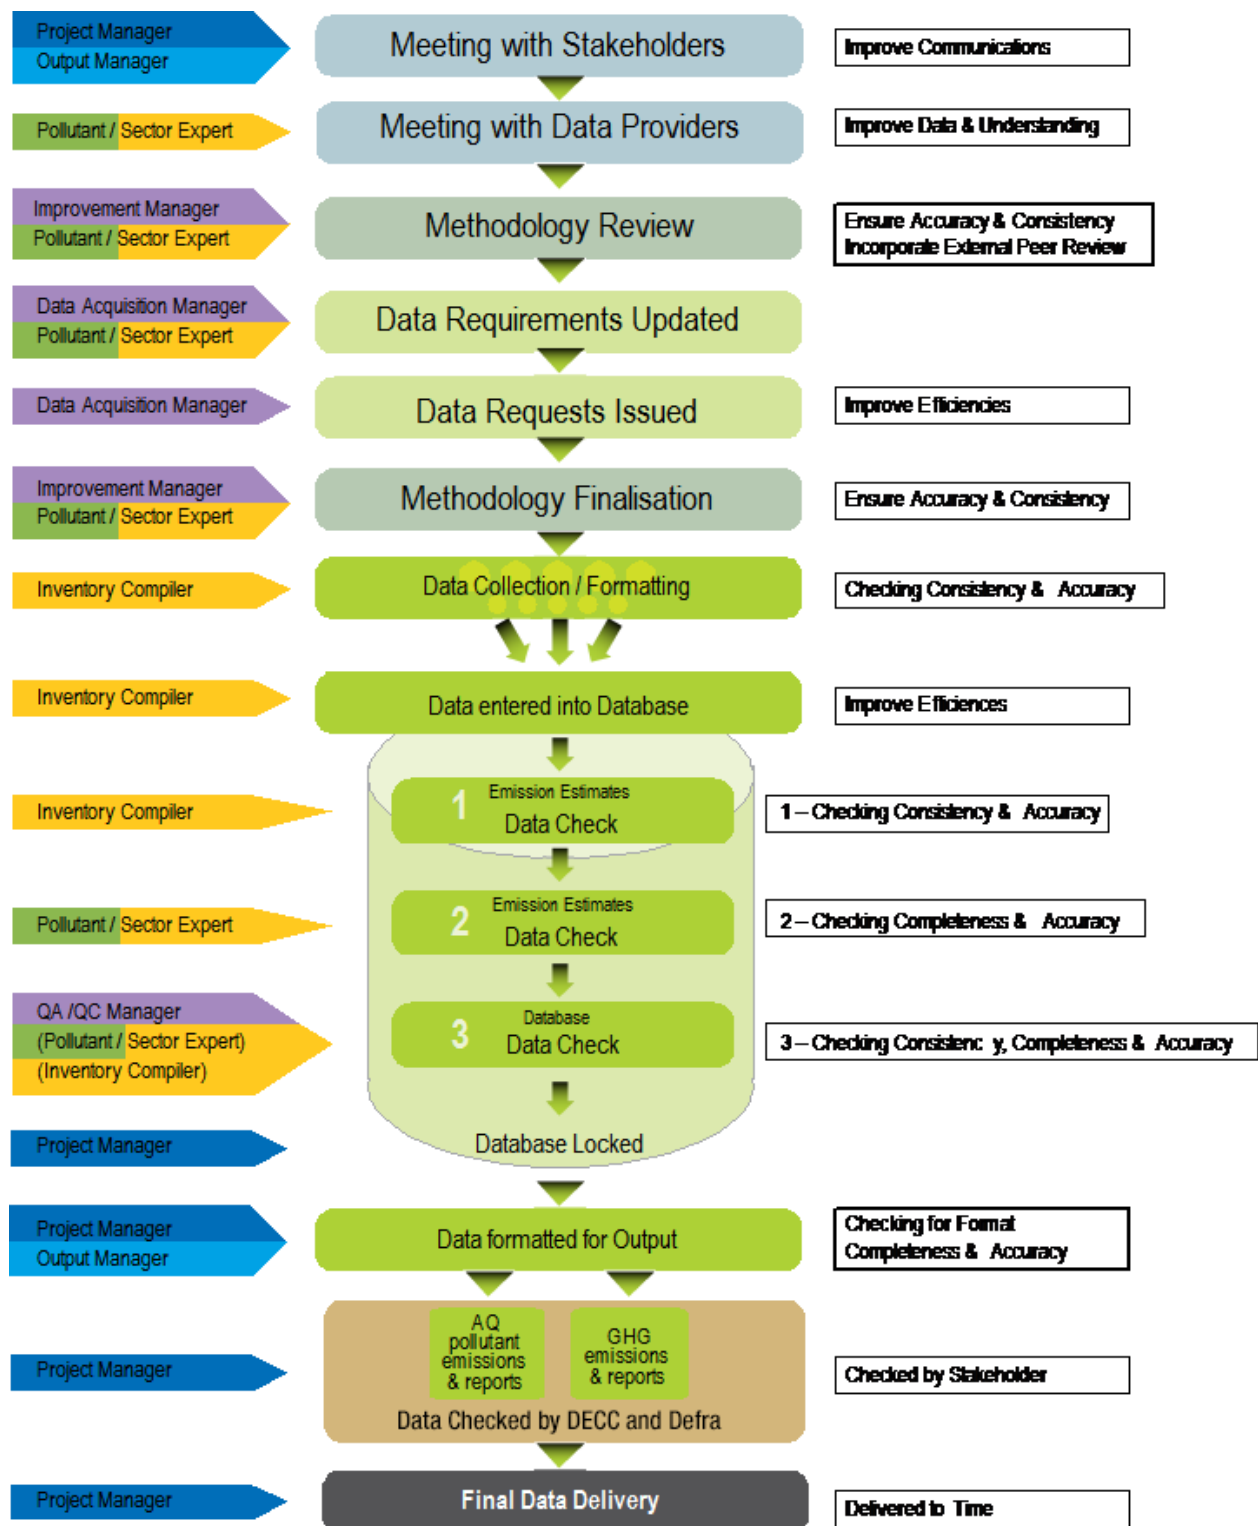 Project Manager
Output Manager
Meeting with Stakeholders
Improve Communications
Pollutant / Sector Expert
Meeting with Data Providers
Improve Data & Understanding
Improvement Manager
Pollutant / Sector Expert
Methodology Review
Ensure Accuracy & Consistency
Incorporate External Peer Review
Data Acquisition Manager
Pollutant / Sector Expert
Data Requirements Updated
Data Acquisition Manager
Data Requests Issued
Improve Efficiencies
Improvement Manager
Pollutant / Sector Expert
Methodology Finalisation
Ensure Accuracy & Consistency
Inventory Compiler
Data Collection / Formatting
Checking Consistency & Accuracy
Inventory Compiler
Data entered into Database
Improve Efficiences
Inventory Compiler
1
Emission Estimates
Data Check
1 – Checking Consistency & Accuracy
Pollutant / Sector Expert
2
Emission Estimates
Data Check
2 – Checking Completeness & Accuracy
QA /QC Manager
(Pollutant / Sector Expert)
(Inventory Compiler)
3
Database
Data Check
3 – Checking Consistenc y, Completeness & Accuracy
Project Manager
Database Locked
Project Manager
Output Manager
Data formatted for Output
Checking for Format
Completeness & Accuracy
Project Manager
AQ
pollutant
emissions
& reports
GHG
emissions
& reports
Data Checked by DECC and Defra
Checked by Stakeholder
Project Manager
Final Data Delivery
Delivered to Time